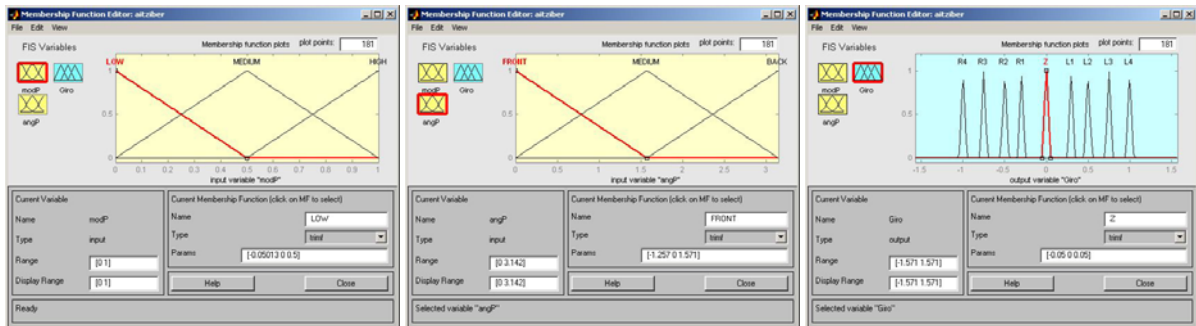 Membership Function Editor: aitziber
File Edit View
FIS Variables
Membership function plots plot points: 181
modP
Giro
angP
LOW MEDIUM HIGH
1
0.5
0
0 0.1 0.2 0.3 0.4 0.5 0.6 0.7 0.8 0.9 1
input variable "modP"
Current Variable
Name modP
Type input
Range [0 1]
Display Range [0 1]
Current Membership Function (click on MF to select)
Name LOW
Type trimf
Params [-0.05013 0 0.5]
Help Close
Ready
Membership Function Editor: aitziber
File Edit View
FIS Variables
Membership function plots plot points: 181
modP
Giro
angP
FRONT MEDIUM BACK
1
0.5
0
0 0.5 1 1.5 2 2.5 3
input variable "angP"
Current Variable
Name angP
Type input
Range [0 3.142]
Display Range [0 3.142]
Current Membership Function (click on MF to select)
Name FRONT
Type trimf
Params [-1.257 0 1.571]
Help Close
Selected variable "angP"
Membership Function Editor: aitziber
File Edit View
FIS Variables
Membership function plots plot points: 181
modP
Giro
angP
R4 R3 R2 R1 Z L1 L2 L3 L4
1
0.5
0
-1.5 -1 -0.5 0 0.5 1 1.5
output variable "Giro"
Current Variable
Name Giro
Type output
Range [-1.571 1.571]
Display Range [-1.571 1.571]
Current Membership Function (click on MF to select)
Name Z
Type trimf
Params [-0.05 0 0.05]
Help Close
Selected variable "Giro"